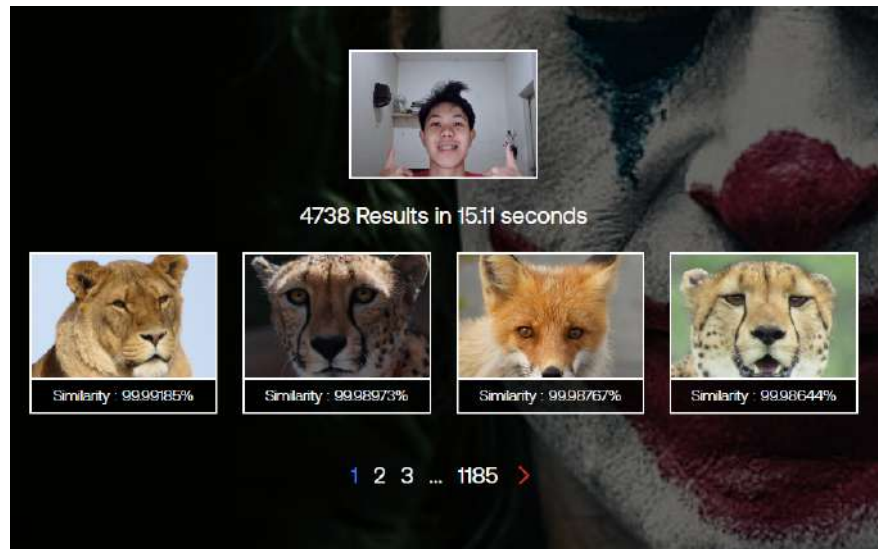 4738 Results in 15.11 seconds
Similarity : 99.99185%
Similarity : 99.98973%
Similarity : 99.98767%
Similarity : 99.98644%
1 2 3 ... 1185 >